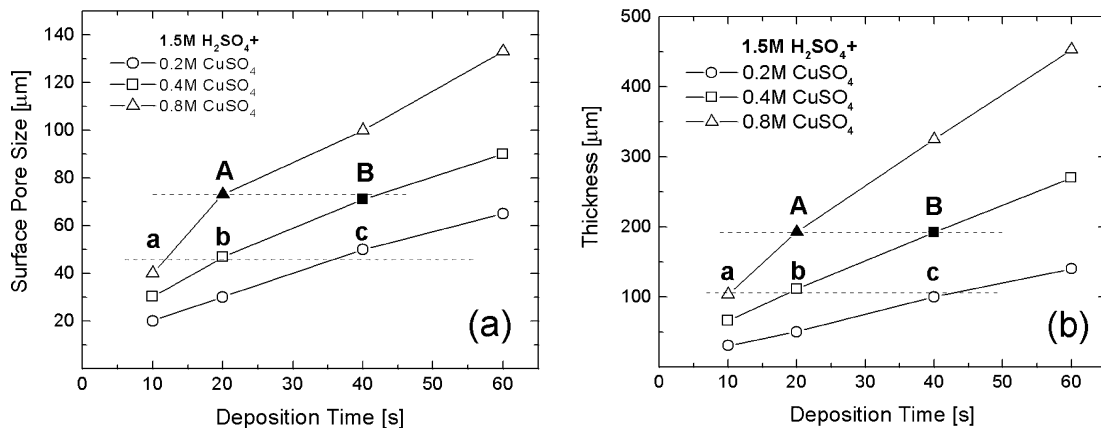 140
120
100
80
60
40
20
Surface Pore Size [μm]
1.5M H₂SO₄+
0.2M CuSO₄
0.4M CuSO₄
0.8M CuSO₄
A
B
a
b
c
(a)
0 10 20 30 40 50 60
Deposition Time [s]
500
400
300
200
100
Thickness [μm]
1.5M H₂SO₄+
0.2M CuSO₄
0.4M CuSO₄
0.8M CuSO₄
A
B
a
b
c
(b)
0 10 20 30 40 50 60
Deposition Time [s]